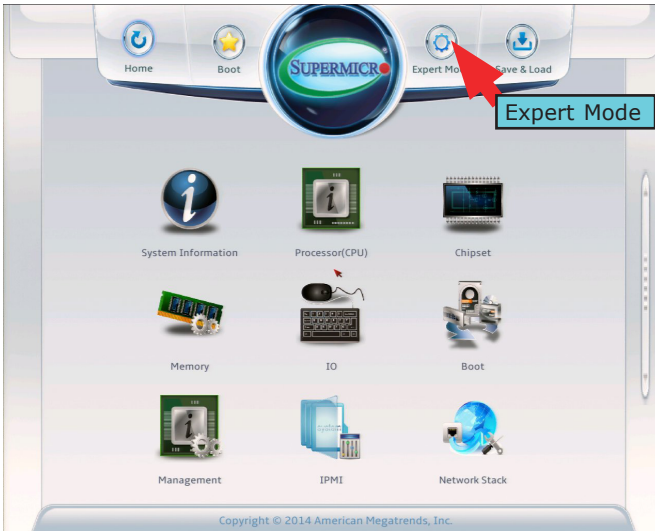 Home
Boot
SUPERMICR
Expert Mo
Save & Load
Expert Mode
System Information
Processor(CPU)
Chipset
Memory
IO
Boot
Management
IPMI
Network Stack
Copyright © 2014 American Megatrends, Inc.